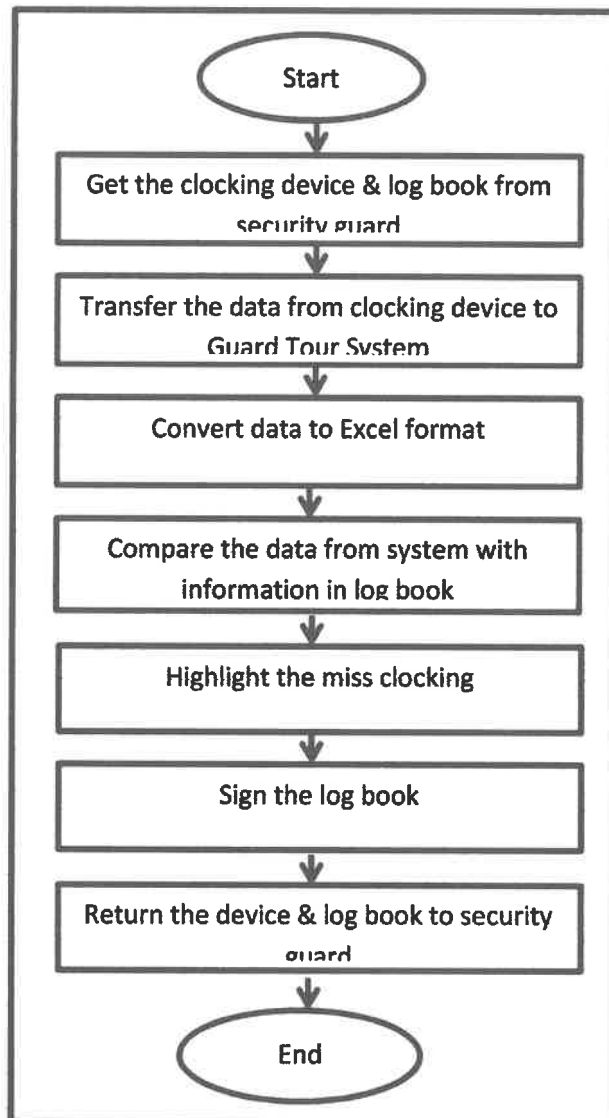 Start
Get the clocking device & log book from
security guard
Transfer the data from clocking device to
Guard Tour System
Convert data to Excel format
Compare the data from system with
information in log book
Highlight the miss clocking
Sign the log book
Return the device & log book to security
guard
End